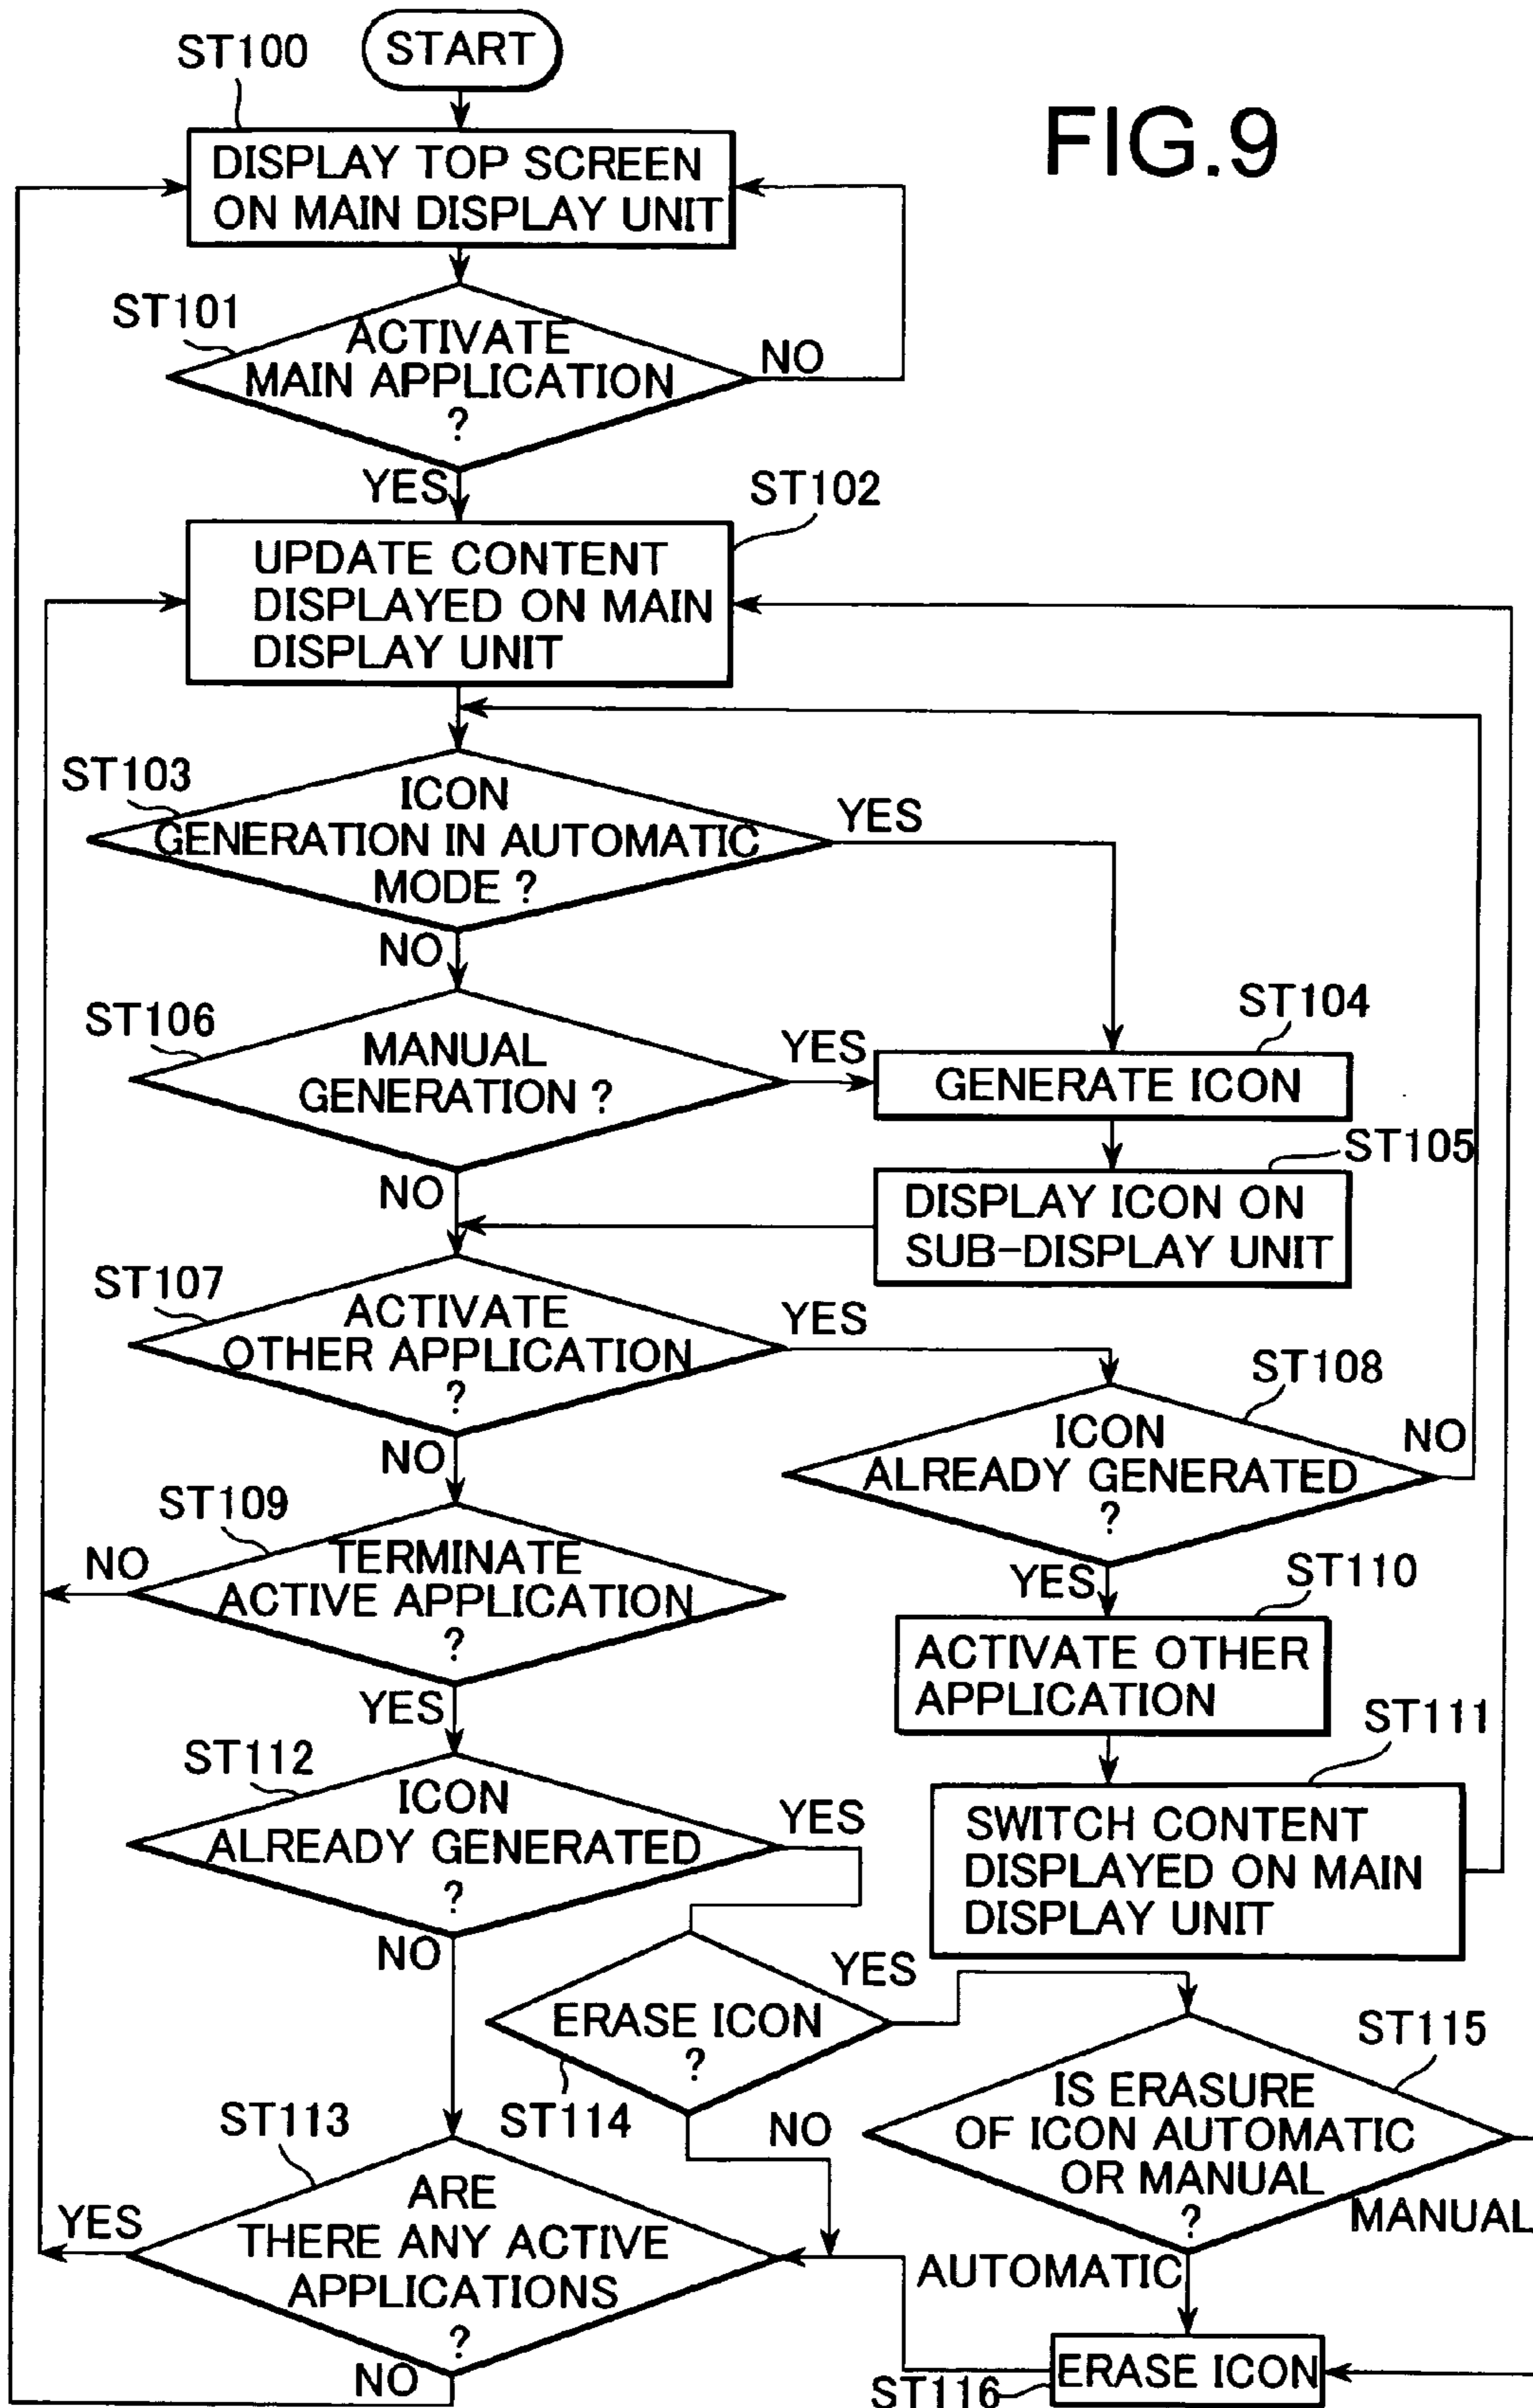 START
ST100
FIG.9
DISPLAY TOP SCREEN
ON MAIN DISPLAY UNIT
ST101
ACTIVATE
MAIN APPLICATION
?
NO
YES
ST102
UPDATE CONTENT
DISPLAYED ON MAIN
DISPLAY UNIT
ST103
ICON
GENERATION IN AUTOMATIC
MODE ?
YES
NO
ST106
MANUAL
GENERATION ?
YES
ST104
GENERATE ICON
ST105
NO
DISPLAY ICON ON
SUB-DISPLAY UNIT
ST107
ACTIVATE
OTHER APPLICATION
?
YES
ST108
ICON
ALREADY GENERATED
?
NO
NO
ST109
TERMINATE
ACTIVE APPLICATION
?
NO
YES
ST110
ACTIVATE OTHER
APPLICATION
YES
ST111
SWITCH CONTENT
DISPLAYED ON MAIN
DISPLAY UNIT
ST112
ICON
ALREADY GENERATED
?
YES
NO
ERASE ICON
?
YES
ST114
NO
ST115
IS ERASURE
OF ICON AUTOMATIC
OR MANUAL
?
MANUAL
AUTOMATIC
ST113
ARE
THERE ANY ACTIVE
APPLICATIONS
?
YES
NO
ERASE ICON
ST116